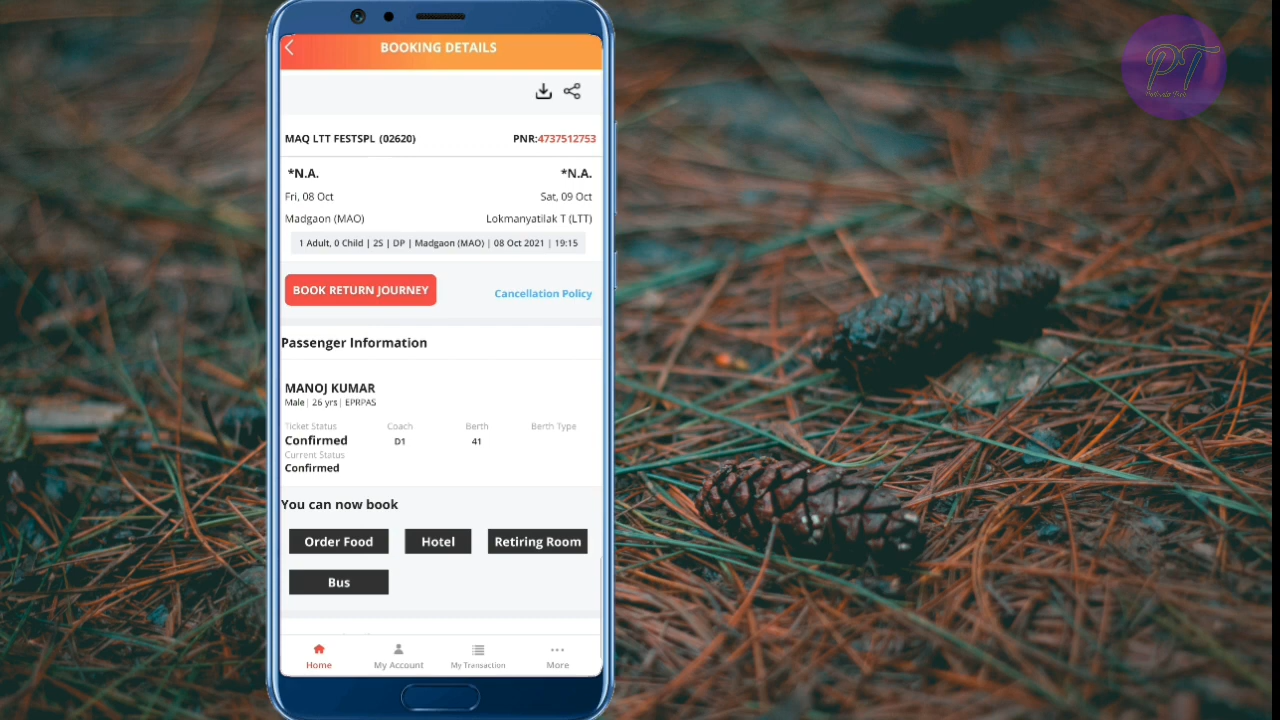 BOOKING DETAILS
MAQ LTT FESTSPL (02620) PNR:4737512753
*N.A. *N.A.
Fri, 08 Oct Sat, 09 Oct
Madgaon (MAO) Lokmanyatilak T (LTT)
1 Adult, 0 Child | 2S | DP | Madgaon (MAO) | 08 Oct 2021 | 19:15
BOOK RETURN JOURNEY Cancellation Policy
Passenger Information
MANOJ KUMAR
Male | 26 yrs | EPRPAS
Ticket Status Coach Berth Berth Type
Confirmed D1 41
Current Status
Confirmed
You can now book
Order Food Hotel Retiring Room
Bus
Home My Account My Transaction More
PT